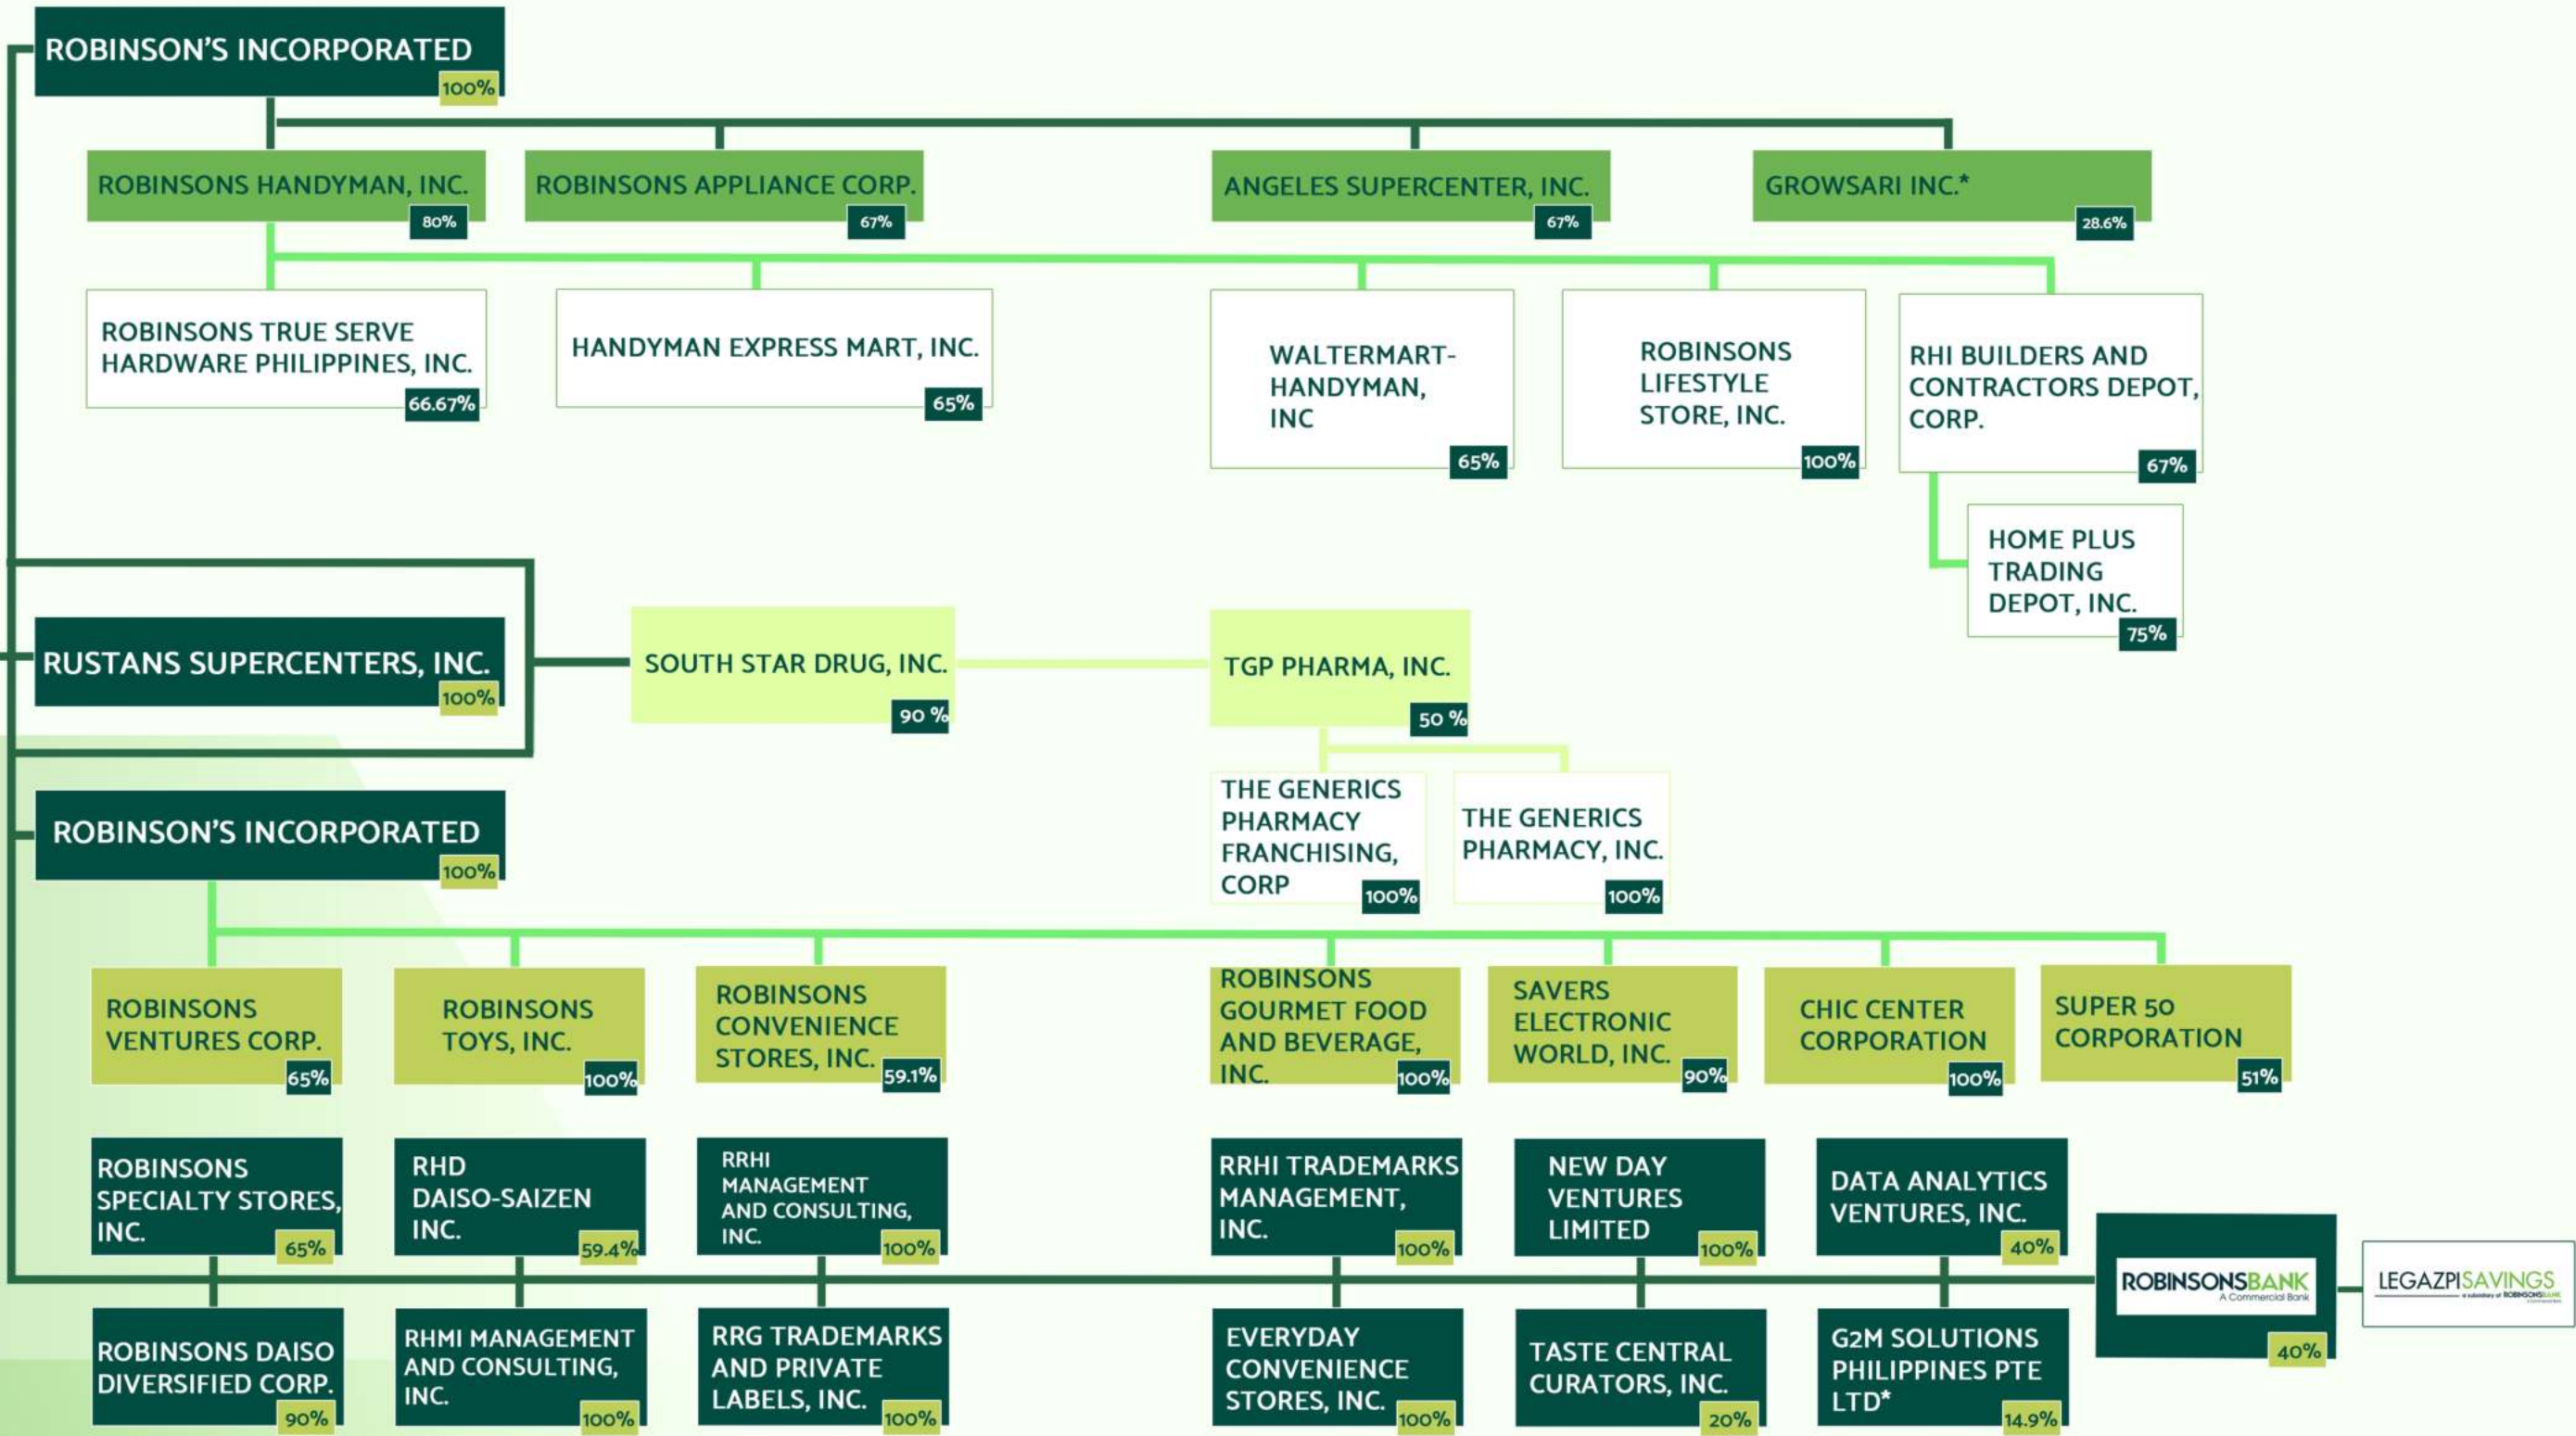 ROBINSON'S INCORPORATED
100%
ROBINSONS HANDYMAN, INC.
80%
ROBINSONS APPLIANCE CORP.
67%
ANGELES SUPERCENTER, INC.
67%
GROWSARI INC.*
28.6%
ROBINSONS TRUE SERVE
HARDWARE PHILIPPINES, INC.
66.67%
HANDYMAN EXPRESS MART, INC.
65%
WALTERMART-
HANDYMAN,
INC
65%
ROBINSONS
LIFESTYLE
STORE, INC.
100%
RHI BUILDERS AND
CONTRACTORS DEPOT,
CORP.
67%
HOME PLUS
TRADING
DEPOT, INC.
75%
RUSTANS SUPERCENTERS, INC.
100%
SOUTH STAR DRUG, INC.
90 %
TGP PHARMA, INC.
50 %
THE GENERICS
PHARMACY
FRANCHISING,
CORP
100%
THE GENERICS
PHARMACY, INC.
100%
ROBINSON'S INCORPORATED
100%
ROBINSONS
VENTURES CORP.
65%
ROBINSONS
TOYS, INC.
100%
ROBINSONS
CONVENIENCE
STORES, INC.
59.1%
ROBINSONS
GOURMET FOOD
AND BEVERAGE,
INC.
100%
SAVERS
ELECTRONIC
WORLD, INC.
90%
CHIC CENTER
CORPORATION
100%
SUPER 50
CORPORATION
51%
ROBINSONS
SPECIALTY STORES,
INC.
65%
RHD
DAISO-SAIZEN
INC.
59.4%
RRHI
MANAGEMENT
AND CONSULTING,
INC.
100%
RRHI TRADEMARKS
MANAGEMENT,
INC.
100%
NEW DAY
VENTURES
LIMITED
100%
DATA ANALYTICS
VENTURES, INC.
40%
ROBINSONSBANK
A Commercial Bank
40%
LEGAZPISAVINGS
a subsidiary of ROBINSONSBANK
ROBINSONS DAISO
DIVERSIFIED CORP.
90%
RHMI MANAGEMENT
AND CONSULTING,
INC.
100%
RRG TRADEMARKS
AND PRIVATE
LABELS, INC.
100%
EVERYDAY
CONVENIENCE
STORES, INC.
100%
TASTE CENTRAL
CURATORS, INC.
20%
G2M SOLUTIONS
PHILIPPINES PTE
LTD*
14.9%